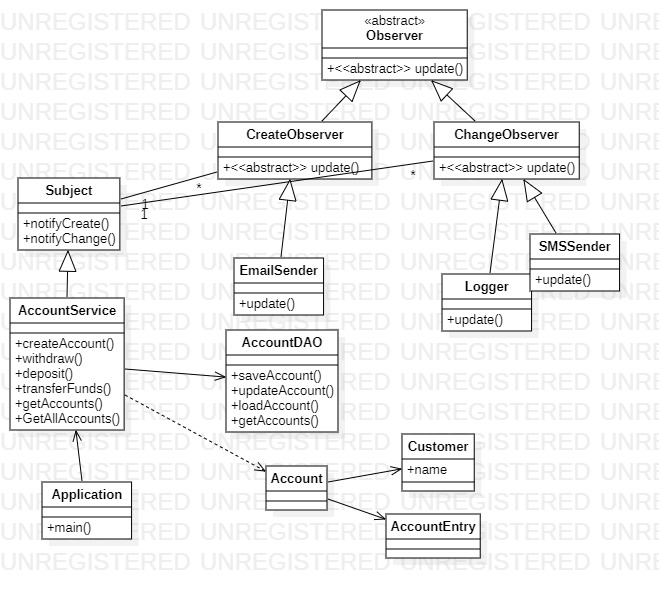 «abstract»
Observer
+<<abstract>> update()
CreateObserver
+<<abstract>> update()
ChangeObserver
+<<abstract>> update()
*
*
1
1
Subject
+notifyCreate()
+notifyChange()
EmailSender
+update()
SMSSender
+update()
Logger
+update()
AccountService
+createAccount()
+withdraw()
+deposit()
+transferFunds()
+getAccounts()
+GetAllAccounts()
AccountDAO
+saveAccount()
+updateAccount()
+loadAccount()
+getAccounts()
Customer
+name
Account
Application
+main()
AccountEntry
UNREGISTERED UNREGISTERED UNREGISTERED UNRE